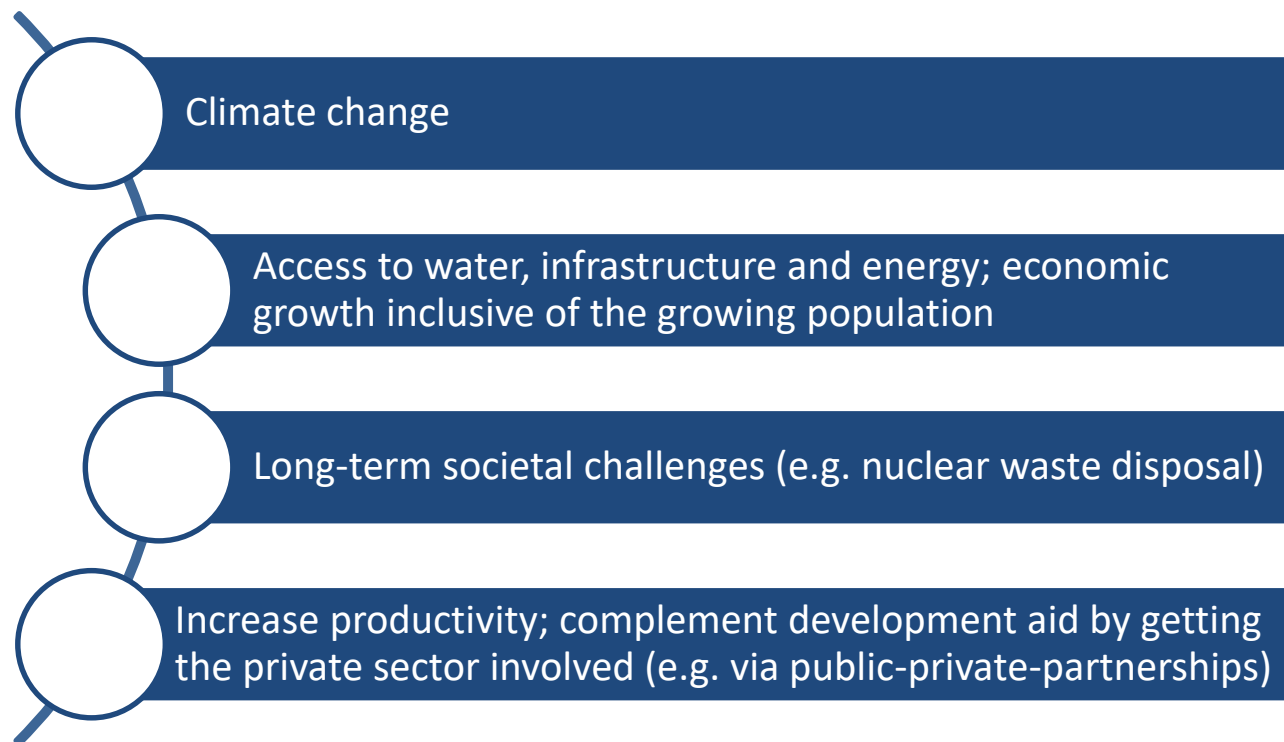 Climate change
Access to water, infrastructure and energy; economic
growth inclusive of the growing population
Long-term societal challenges (e.g. nuclear waste disposal)
Increase productivity; complement development aid by getting
the private sector involved (e.g. via public-private-partnerships)